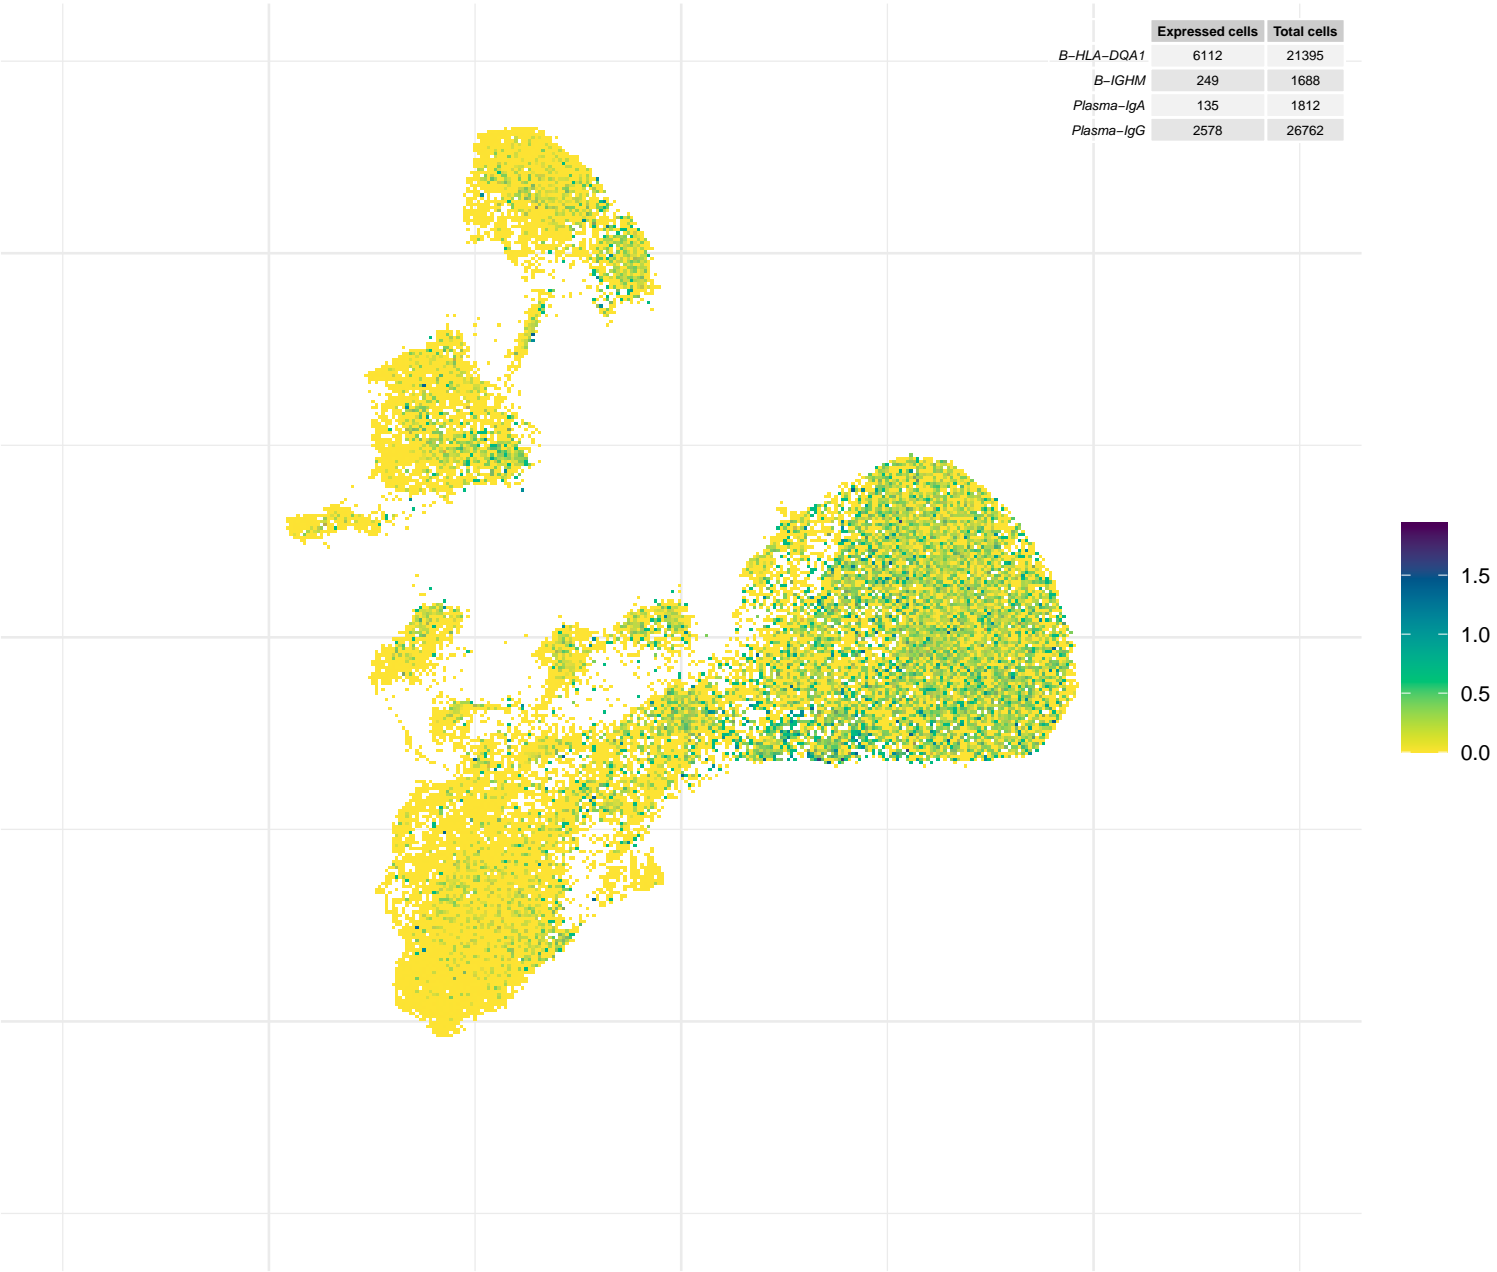 Expressed cells Total cells
B−HLA−DQA1 6112 21395
B−IGHM 249 1688
Plasma−IgA 135 1812
Plasma−IgG 2578 26762
1.5
1.0
0.5
0.0